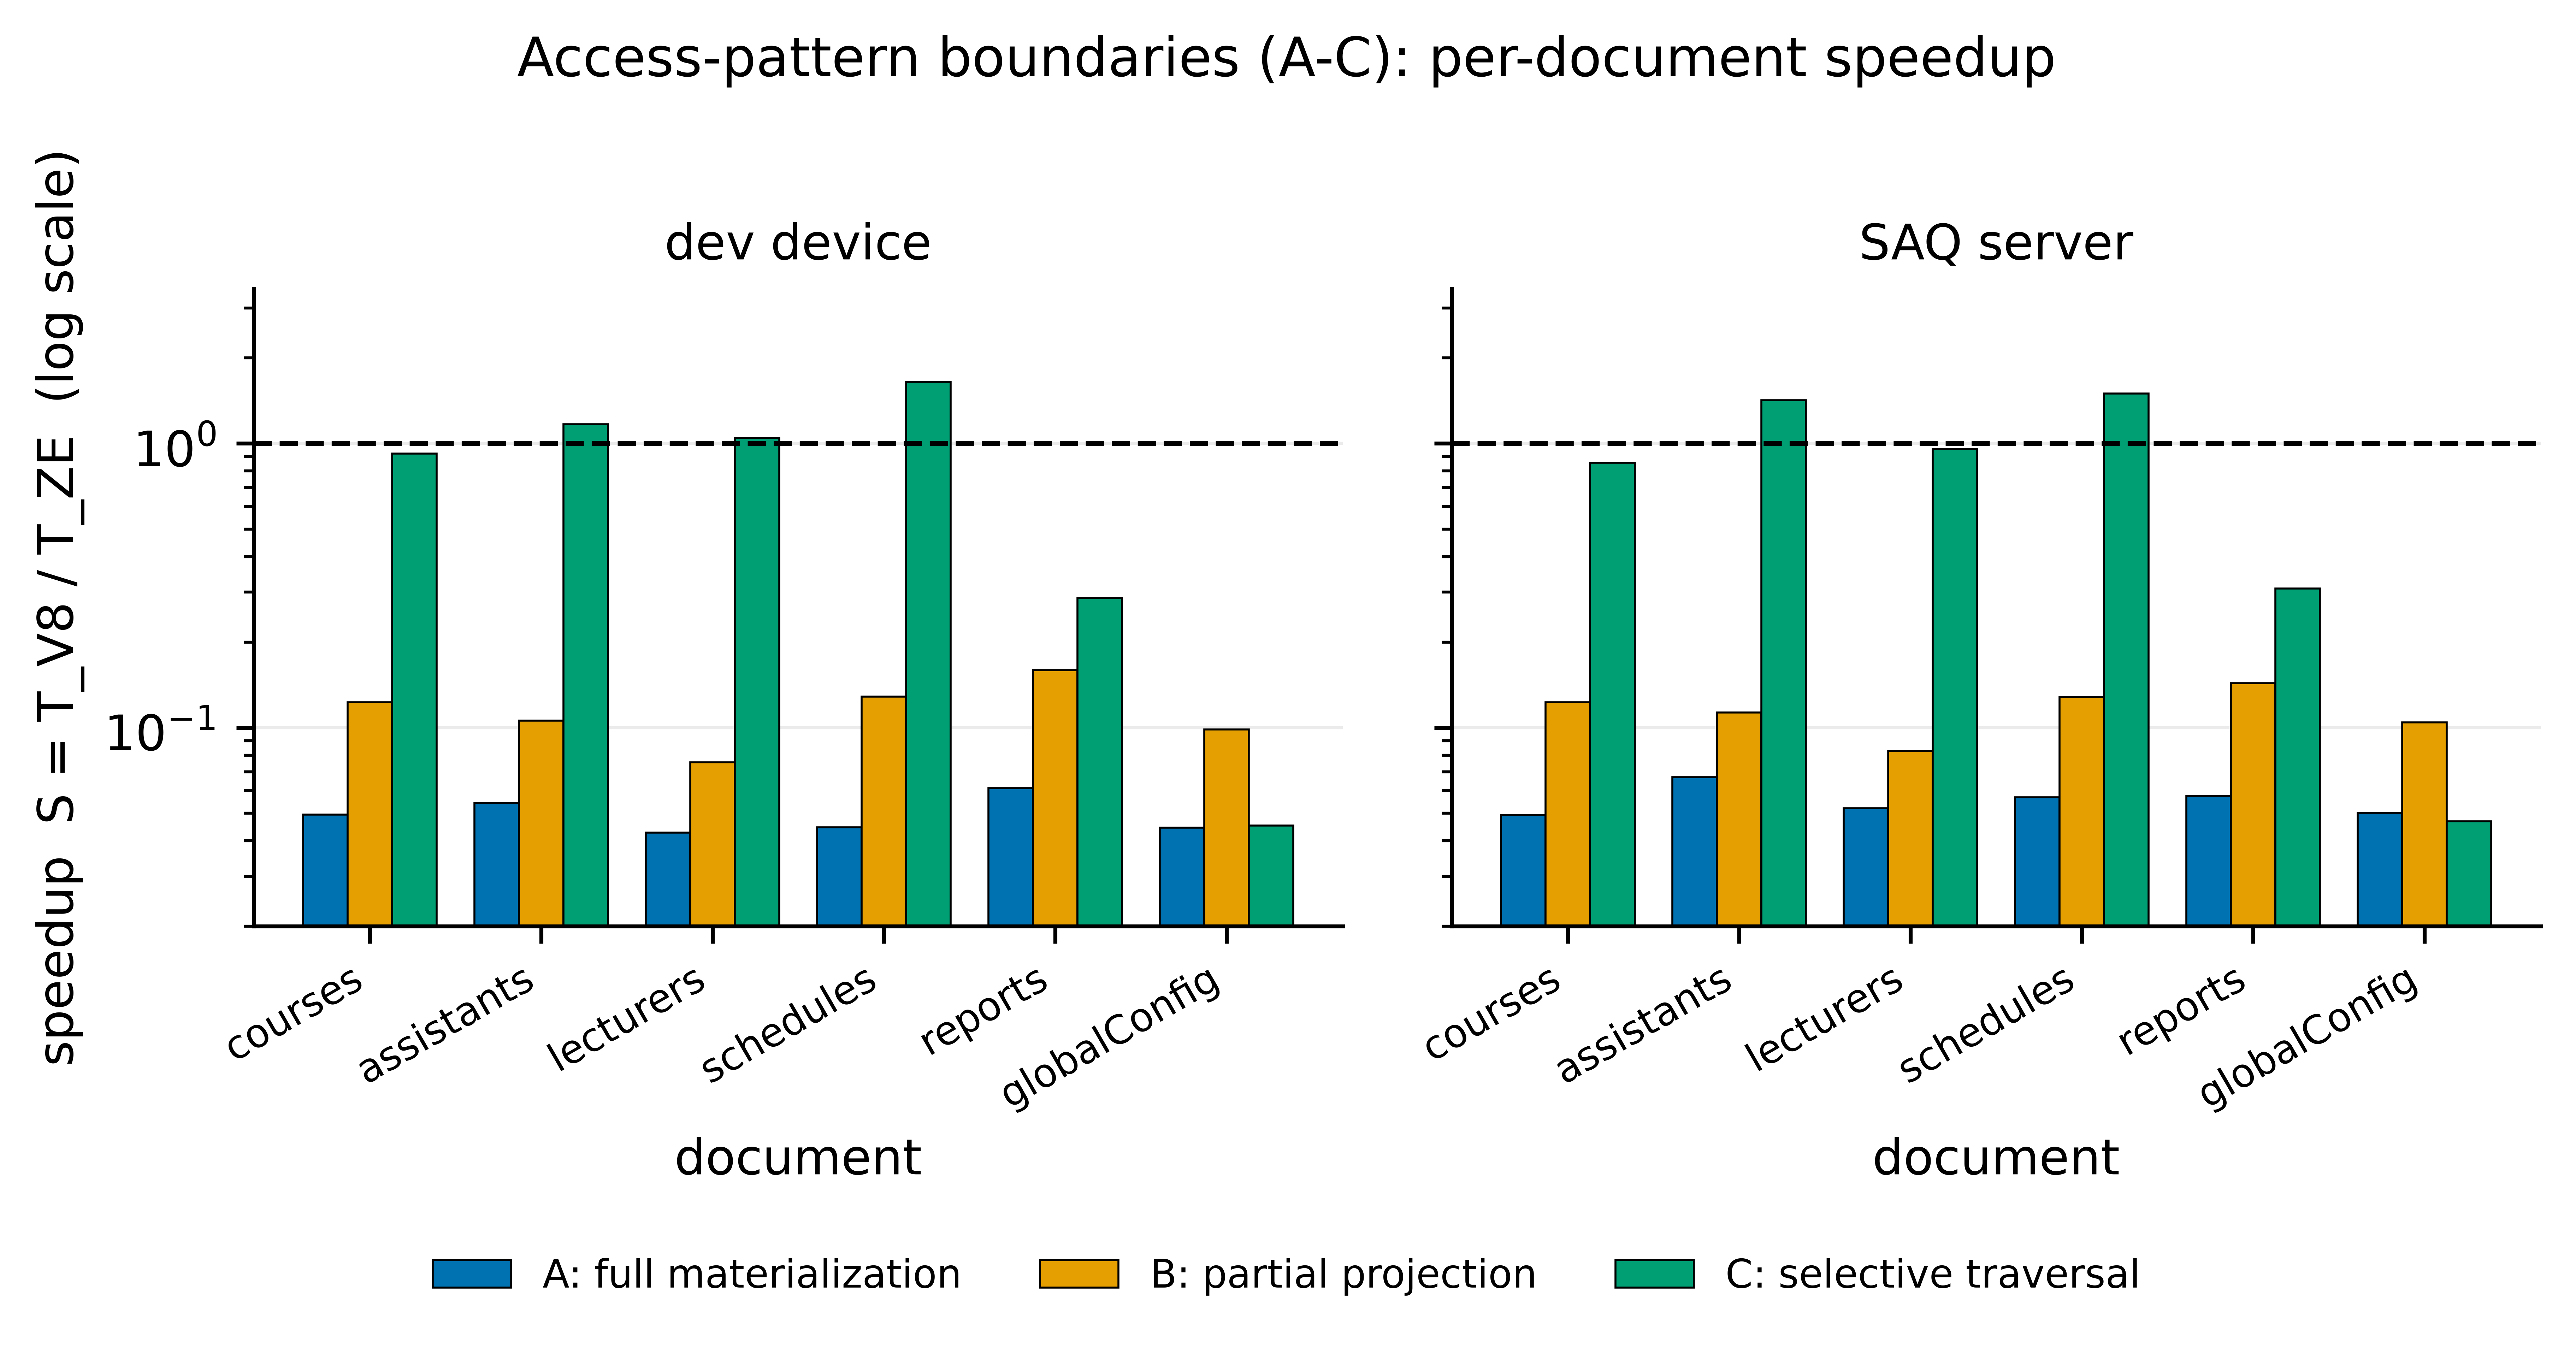 Access-pattern boundaries (A-C): per-document speedup
speedup S = T_V8 / T_ZE (log scale)
dev device
10⁰
10⁻¹
courses
assistants
lecturers
schedules
reports
globalConfig
document
SAQ server
courses
assistants
lecturers
schedules
reports
globalConfig
document
A: full materialization
B: partial projection
C: selective traversal